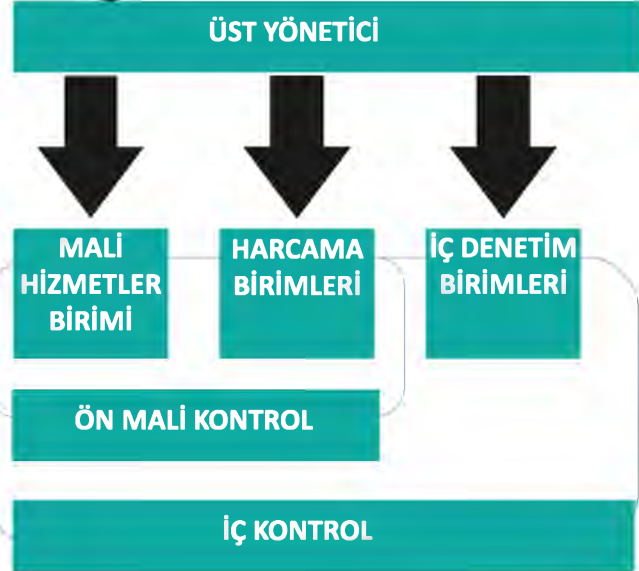 ÜST YÖNETİCİ
MALİ
HİZMETLER
BİRİMİ
HARCAMA
BİRİMLERİ
İÇ DENETİM
BİRİMLERİ
ÖN MALİ KONTROL
İÇ KONTROL